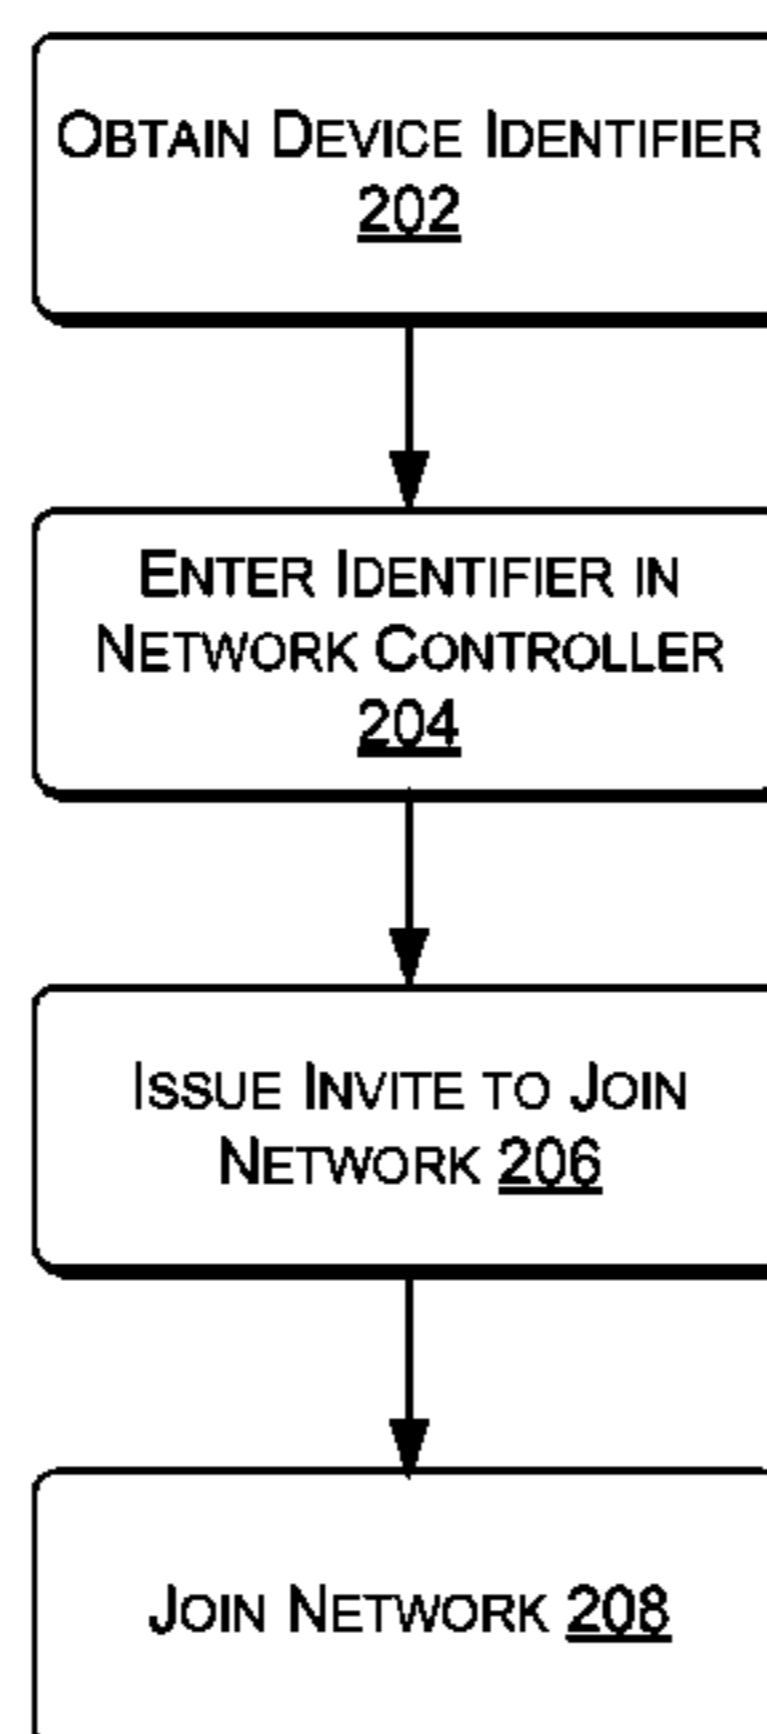 OBTAIN DEVICE IDENTIFIER
202
ENTER IDENTIFIER IN
NETWORK CONTROLLER
204
ISSUE INVITE TO JOIN
NETWORK 206
JOIN NETWORK 208